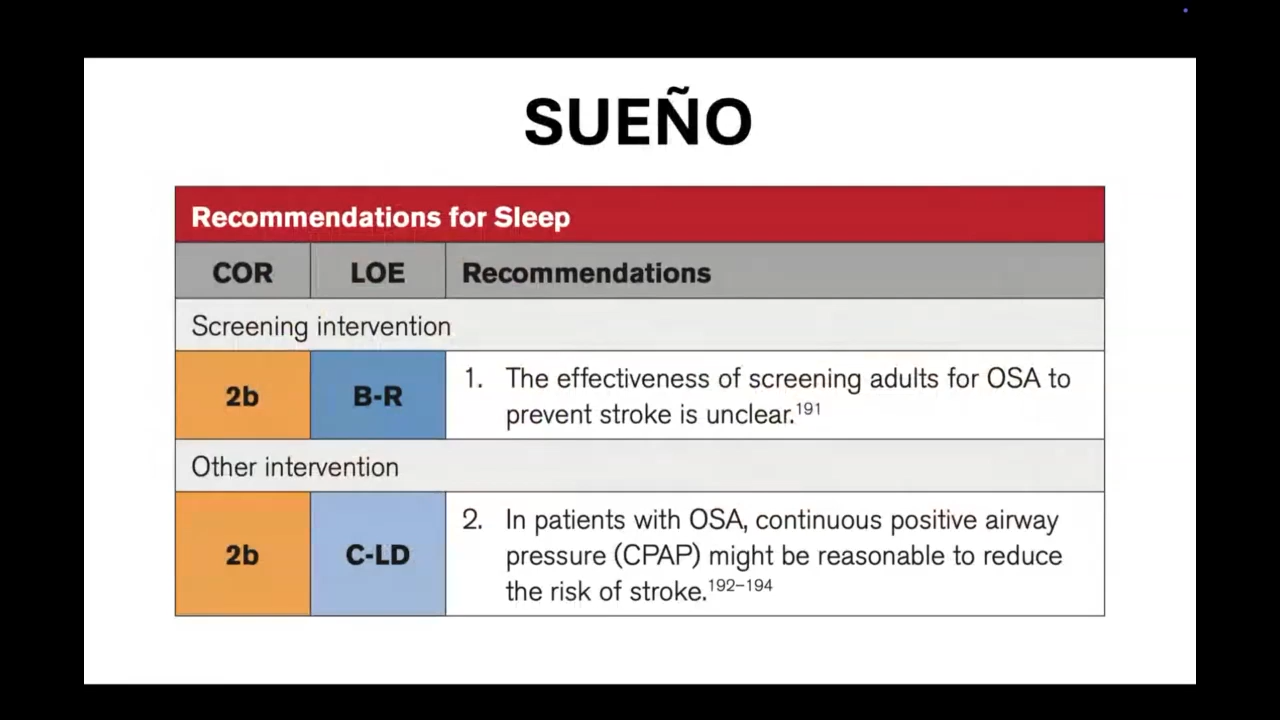 SUEÑO
Recommendations for Sleep
COR LOE Recommendations
Screening intervention
2b B-R 1. The effectiveness of screening adults for OSA to
prevent stroke is unclear.191
Other intervention
2b C-LD 2. In patients with OSA, continuous positive airway
pressure (CPAP) might be reasonable to reduce
the risk of stroke.192–194